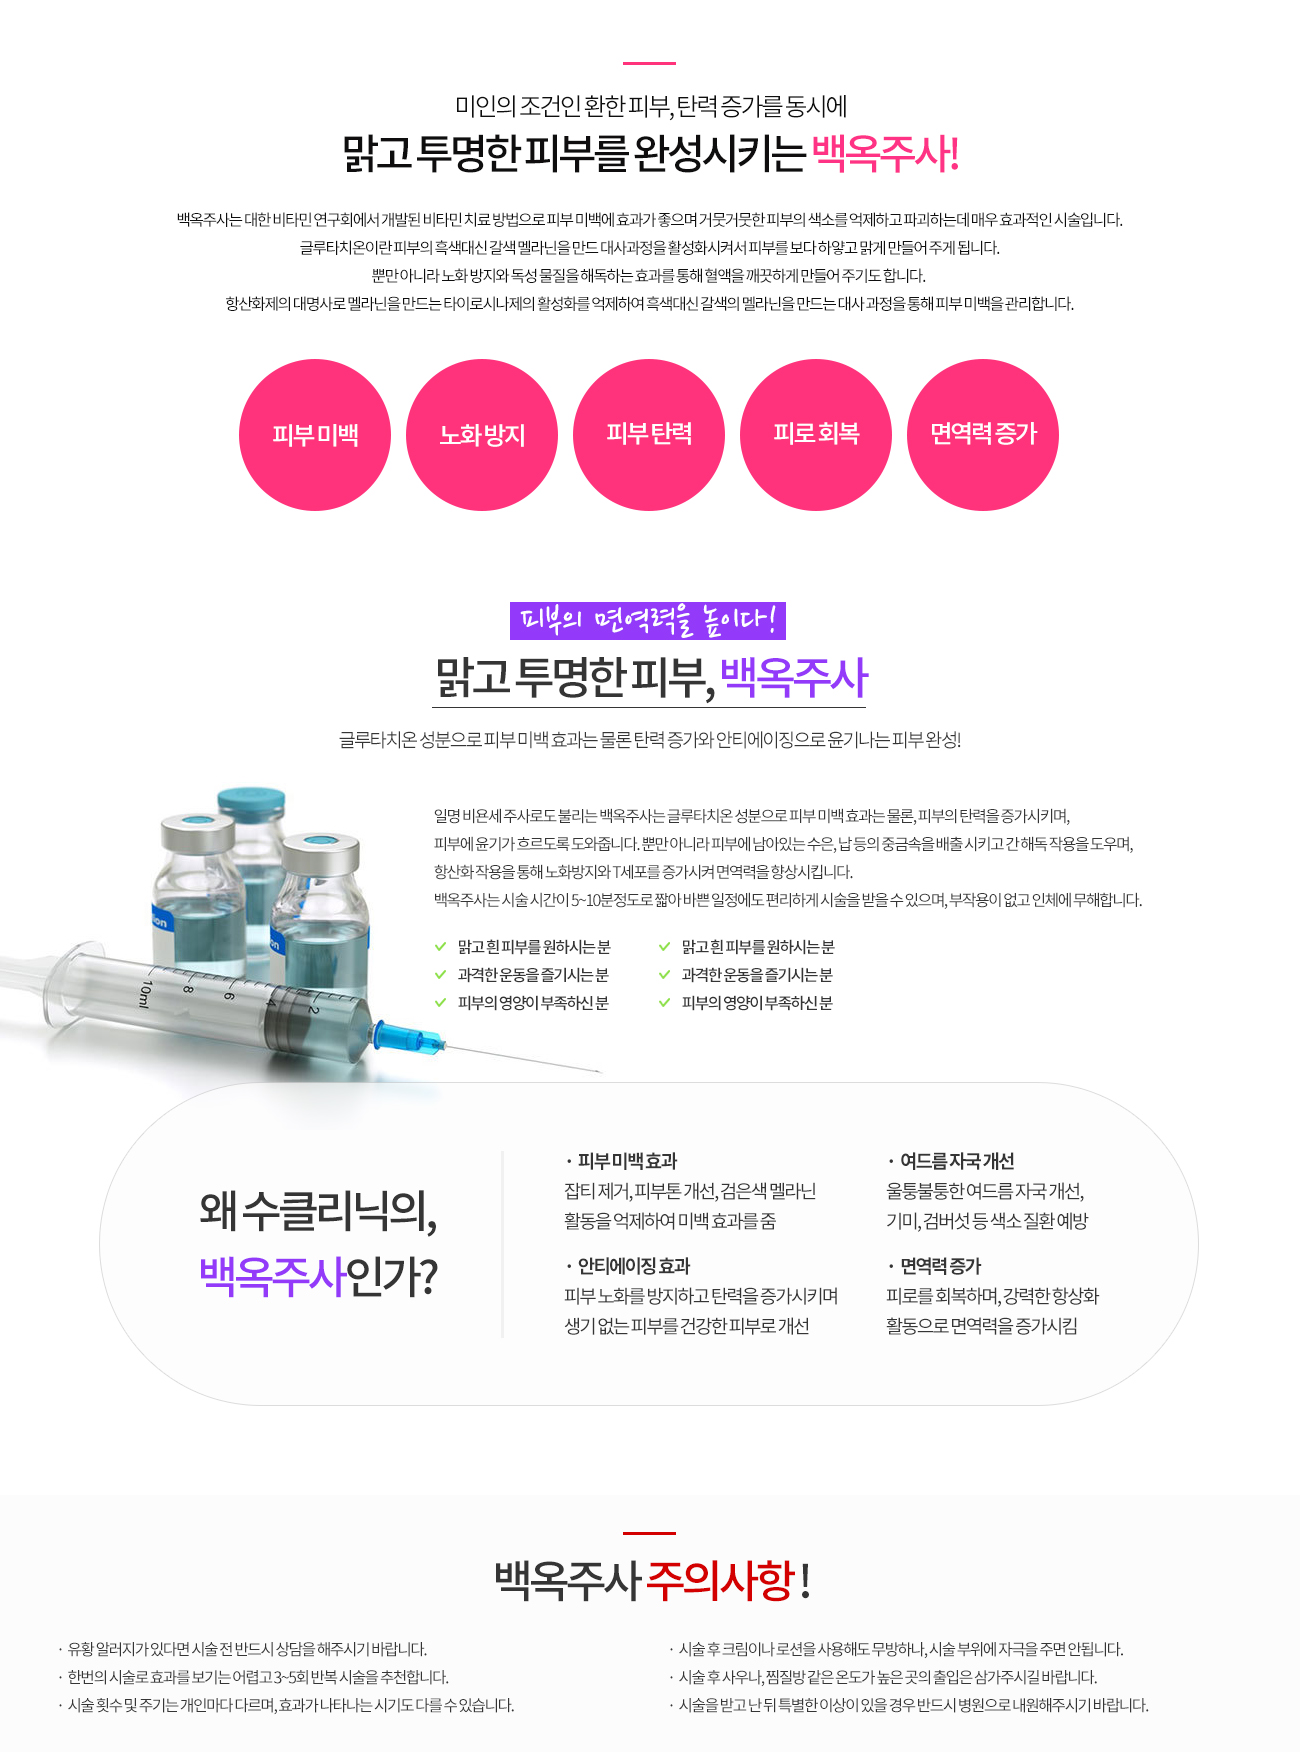 미인의 조건인 환한 피부, 탄력 증가를 동시에
맑고 투명한 피부를 완성시키는 백옥주사!
백옥주사는 대한 비타민 연구회에서 개발된 비타민 치료 방법으로 피부 미백에 효과가 좋으며 거뭇거뭇한 피부의 색소를 억제하고 파괴하는데 매우 효과적인 시술입니다.
글루타치온이란 피부의 흑색대신 갈색 멜라닌을 만드 대사과정을 활성화시켜서 피부를 보다 하얗고 맑게 만들어 주게 됩니다.
뿐만 아니라 노화 방지와 독성 물질을 해독하는 효과를 통해 혈액을 깨끗하게 만들어 주기도 합니다.
항산화제의 대명사로 멜라닌을 만드는 타이로시나제의 활성화를 억제하여 흑색대신 갈색의 멜라닌을 만드는 대사 과정을 통해 피부 미백을 관리합니다.
피부 미백
노화 방지
피부 탄력
피로 회복
면역력 증가
피부의 면역력을 높이다!
맑고 투명한 피부, 백옥주사
글루타치온 성분으로 피부 미백 효과는 물론 탄력 증가와 안티에이징으로 윤기나는 피부 완성!
일명 비욘세 주사로도 불리는 백옥주사는 글루타치온 성분으로 피부 미백 효과는 물론, 피부의 탄력을 증가시키며,
피부에 윤기가 흐르도록 도와줍니다. 뿐만 아니라 피부에 남아있는 수은, 납 등의 중금속을 배출 시키고 간 해독 작용을 도우며,
항산화 작용을 통해 노화방지와 T세포를 증가시켜 면역력을 향상시킵니다.
백옥주사는 시술 시간이 5~10분정도로 짧아 바쁜 일정에도 편리하게 시술을 받을 수 있으며, 부작용이 없고 인체에 무해합니다.
맑고 흰 피부를 원하시는 분
맑고 흰 피부를 원하시는 분
과격한 운동을 즐기시는 분
과격한 운동을 즐기시는 분
피부의 영양이 부족하신 분
피부의 영양이 부족하신 분
10ml 8 6 4 2
왜 수클리닉의,
백옥주사인가?
· 피부 미백 효과
잡티 제거, 피부톤 개선, 검은색 멜라닌
활동을 억제하여 미백 효과를 줌
· 여드름 자국 개선
울퉁불퉁한 여드름 자국 개선,
기미, 검버섯 등 색소 질환 예방
· 안티에이징 효과
피부 노화를 방지하고 탄력을 증가시키며
생기 없는 피부를 건강한 피부로 개선
· 면역력 증가
피로를 회복하며, 강력한 항상화
활동으로 면역력을 증가시킴
백옥주사 주의사항 !
· 유황 알러지가 있다면 시술 전 반드시 상담을 해주시기 바랍니다.
· 한번의 시술로 효과를 보기는 어렵고 3~5회 반복 시술을 추천합니다.
· 시술 횟수 및 주기는 개인마다 다르며, 효과가 나타나는 시기도 다를 수 있습니다.
· 시술 후 크림이나 로션을 사용해도 무방하나, 시술 부위에 자극을 주면 안됩니다.
· 시술 후 사우나, 찜질방 같은 온도가 높은 곳의 출입은 삼가주시길 바랍니다.
· 시술을 받고 난 뒤 특별한 이상이 있을 경우 반드시 병원으로 내원해주시기 바랍니다.